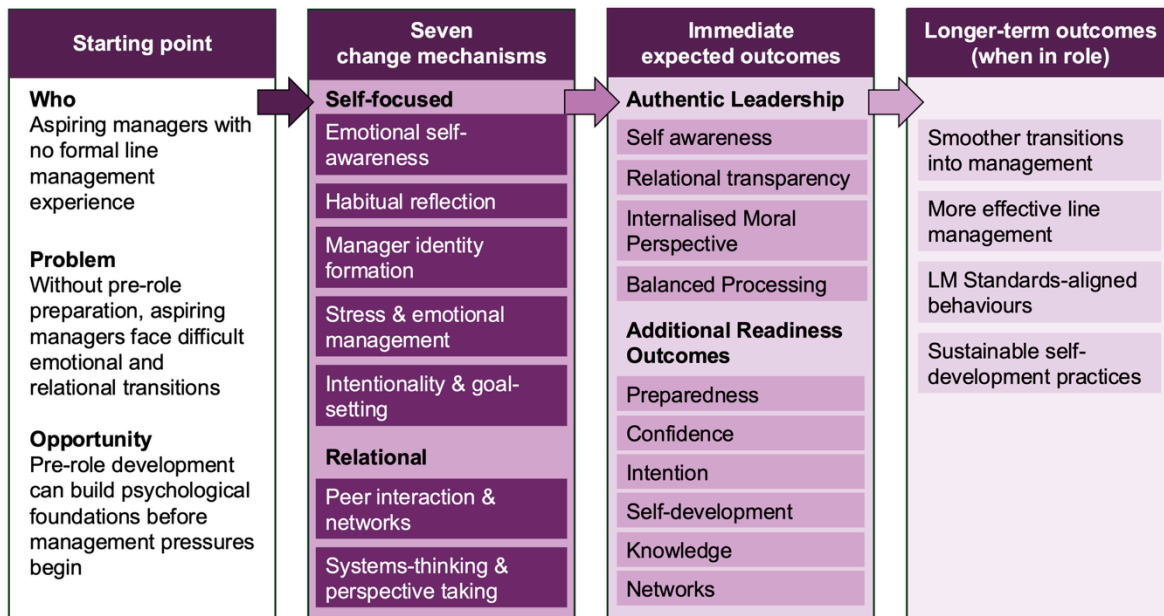 Starting point
Who
Aspiring managers with
no formal line
management
experience
Problem
Without pre-role
preparation, aspiring
managers face difficult
emotional and
relational transitions
Opportunity
Pre-role development
can build psychological
foundations before
management pressures
begin
Seven
change mechanisms
Self-focused
Emotional self-
awareness
Habitual reflection
Manager identity
formation
Stress & emotional
management
Intentionality & goal-
setting
Relational
Peer interaction &
networks
Systems-thinking &
perspective taking
Immediate
expected outcomes
Authentic Leadership
Self awareness
Relational transparency
Internalised Moral
Perspective
Balanced Processing
Additional Readiness
Outcomes
Preparedness
Confidence
Intention
Self-development
Knowledge
Networks
Longer-term outcomes
(when in role)
Smoother transitions
into management
More effective line
management
LM Standards-aligned
behaviours
Sustainable self-
development practices